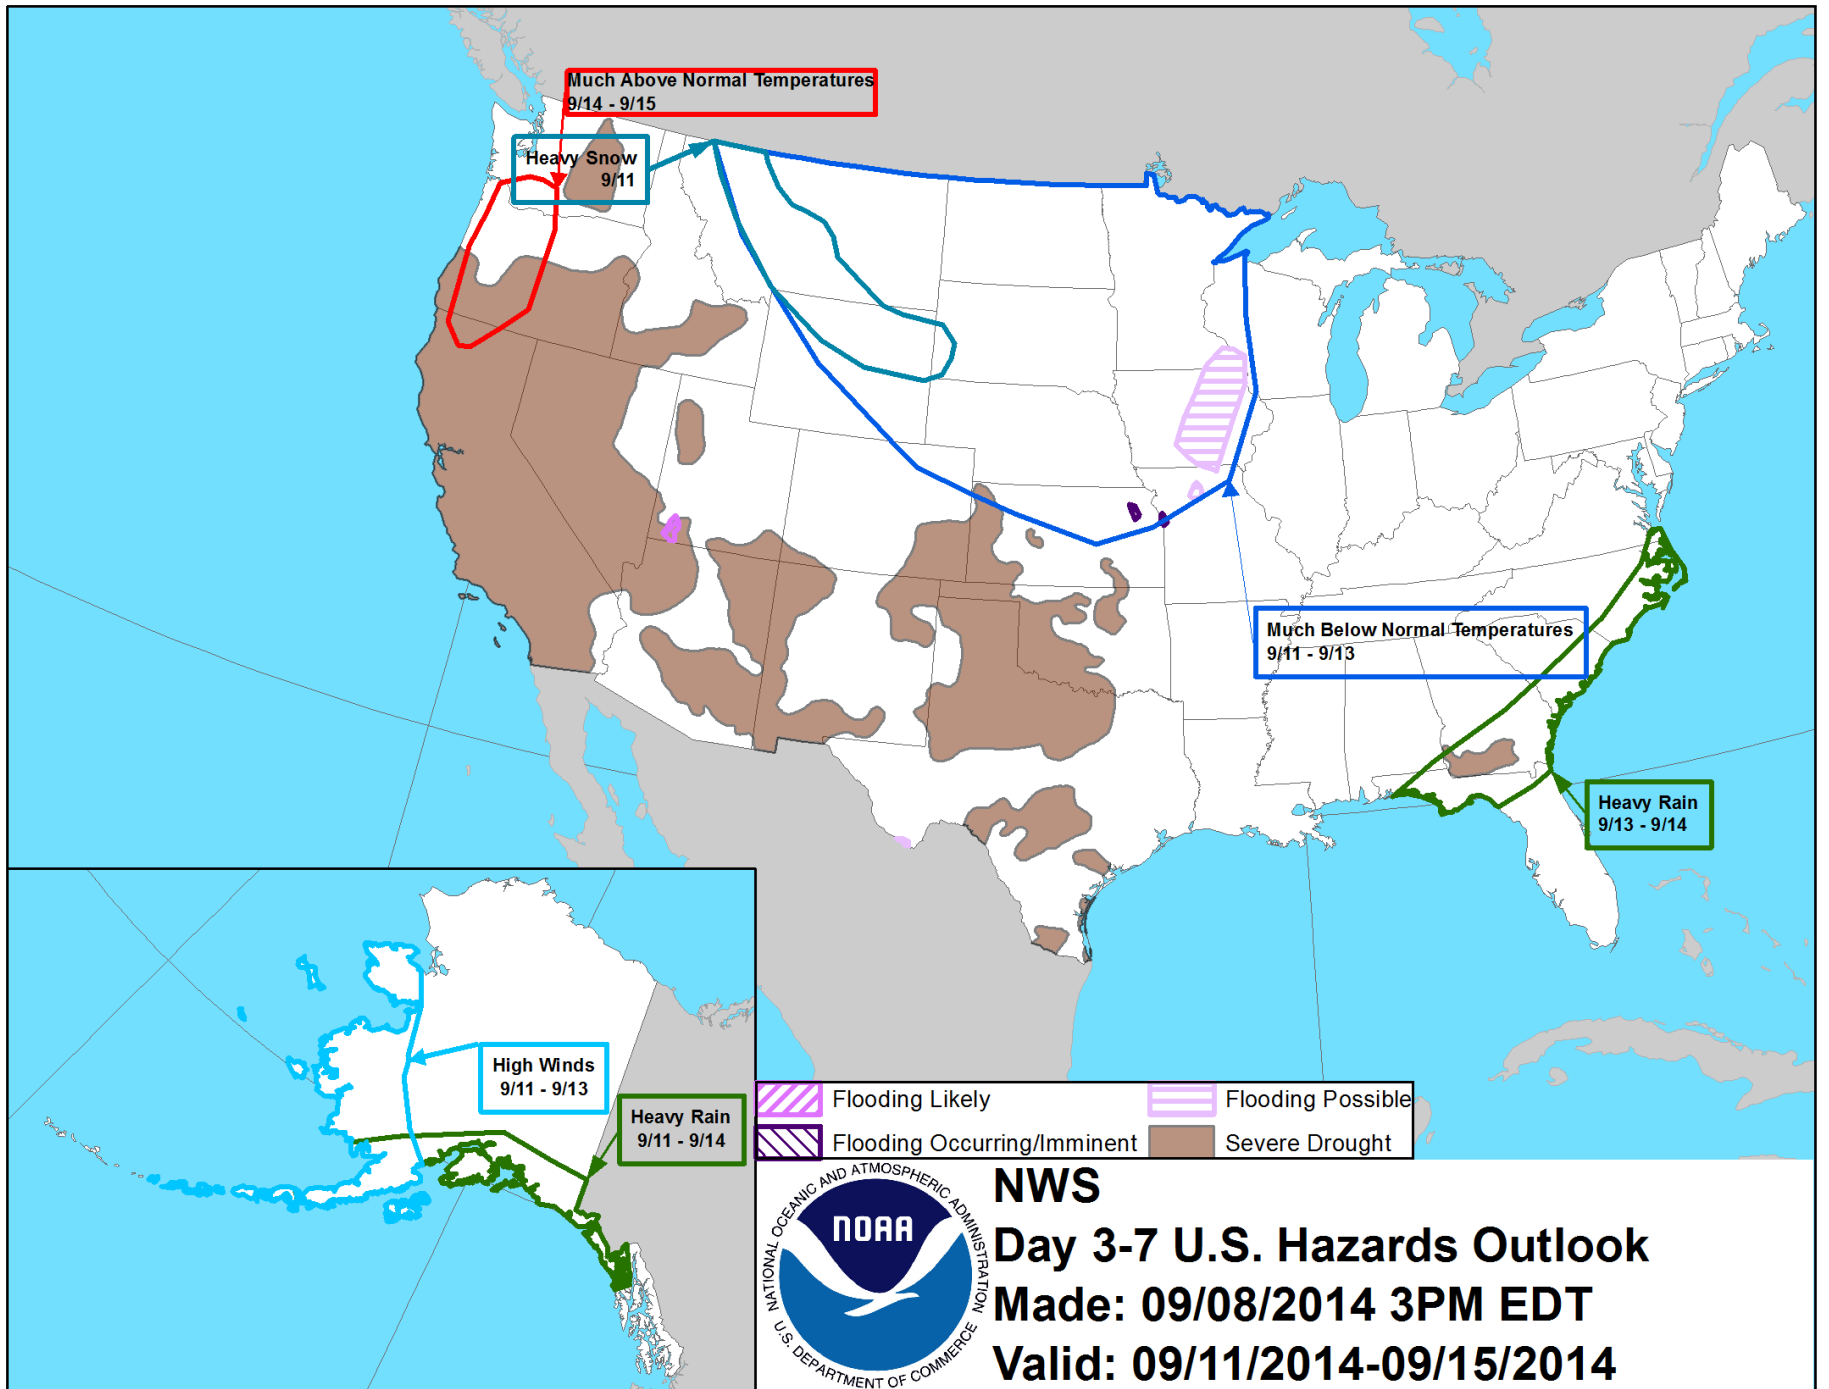 Much Above Normal Temperatures
9/14 - 9/15
Heavy Snow
9/11
Much Below Normal Temperatures
9/11 - 9/13
Heavy Rain
9/13 - 9/14
High Winds
9/11 - 9/13
Heavy Rain
9/11 - 9/14
Flooding Likely
Flooding Possible
Flooding Occurring/Imminent
Severe Drought
NATIONAL OCEANIC AND ATMOSPHERIC ADMINISTRATION
NOAA
U.S. DEPARTMENT OF COMMERCE
NWS
Day 3-7 U.S. Hazards Outlook
Made: 09/08/2014 3PM EDT
Valid: 09/11/2014-09/15/2014